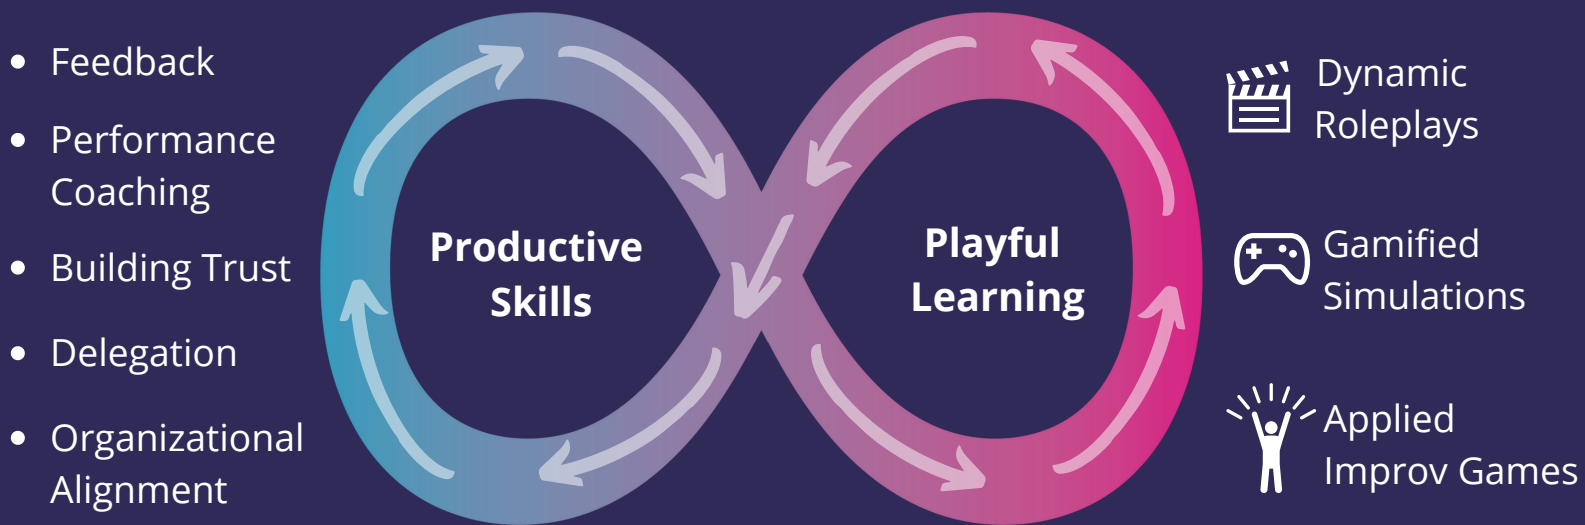 Feedback
Performance
Coaching
Building Trust
Delegation
Organizational
Alignment
Productive
Skills
Playful
Learning
Dynamic
Roleplays
Gamified
Simulations
Applied
Improv Games